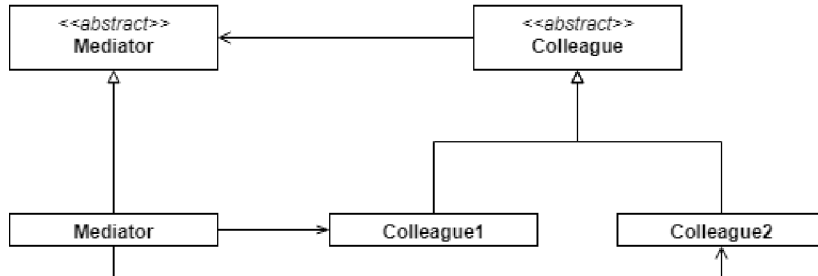 <<abstract>>
Mediator
<<abstract>>
Colleague
Mediator
Colleague1
Colleague2